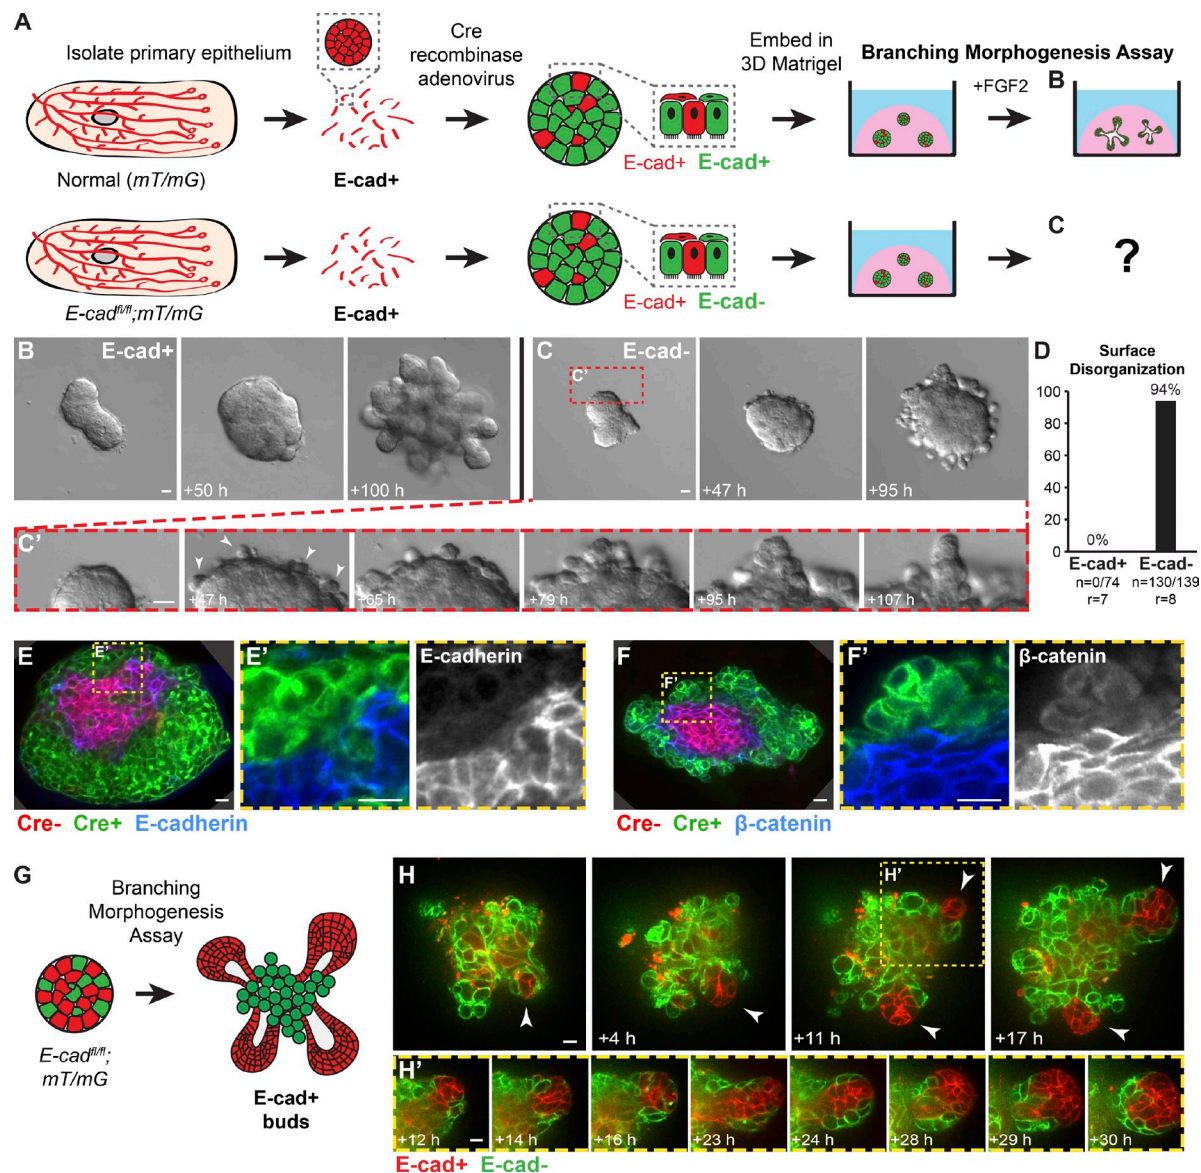 A
Isolate primary epithelium
Cre
recombinase
adenovirus
Embed in
3D Matrigel
Branching Morphogenesis Assay
+FGF2
B
E-cad+ E-cad+
Normal (mT/mG)
E-cad+
C
?
E-cad+ E-cad-
E-cadfl/fl;mT/mG
E-cad+
B E-cad+
+50 h
+100 h
C E-cad-
C'
+47 h
+95 h
D
Surface
Disorganization
100
80
60
40
20
0
0%
94%
E-cad+ E-cad-
n=0/74 n=130/139
r=7 r=8
C'
+47 h
+65 h
+79 h
+95 h
+107 h
E
E'
E'
E-cadherin
Cre- Cre+ E-cadherin
F
F'
F'
β-catenin
Cre- Cre+ β-catenin
G
Branching
Morphogenesis
Assay
E-cadfl/fl;
mT/mG
E-cad+
buds
H
+4 h
H'
+11 h
+17 h
H'
+12 h
+14 h
+16 h
+23 h
+24 h
+28 h
+29 h
+30 h
E-cad+ E-cad-